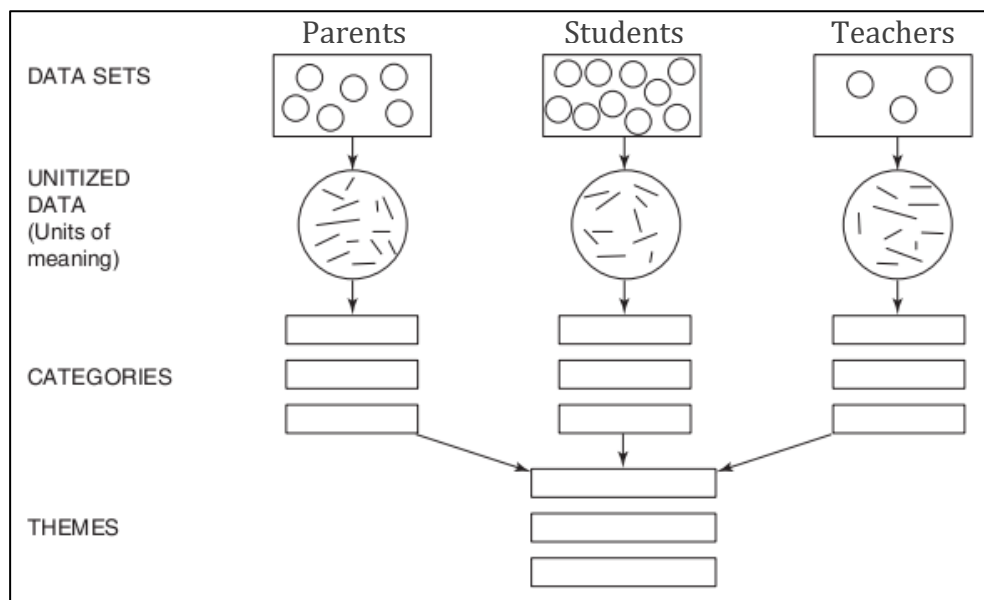 Parents
Students
Teachers
DATA SETS
UNITIZED
DATA
(Units of
meaning)
CATEGORIES
THEMES